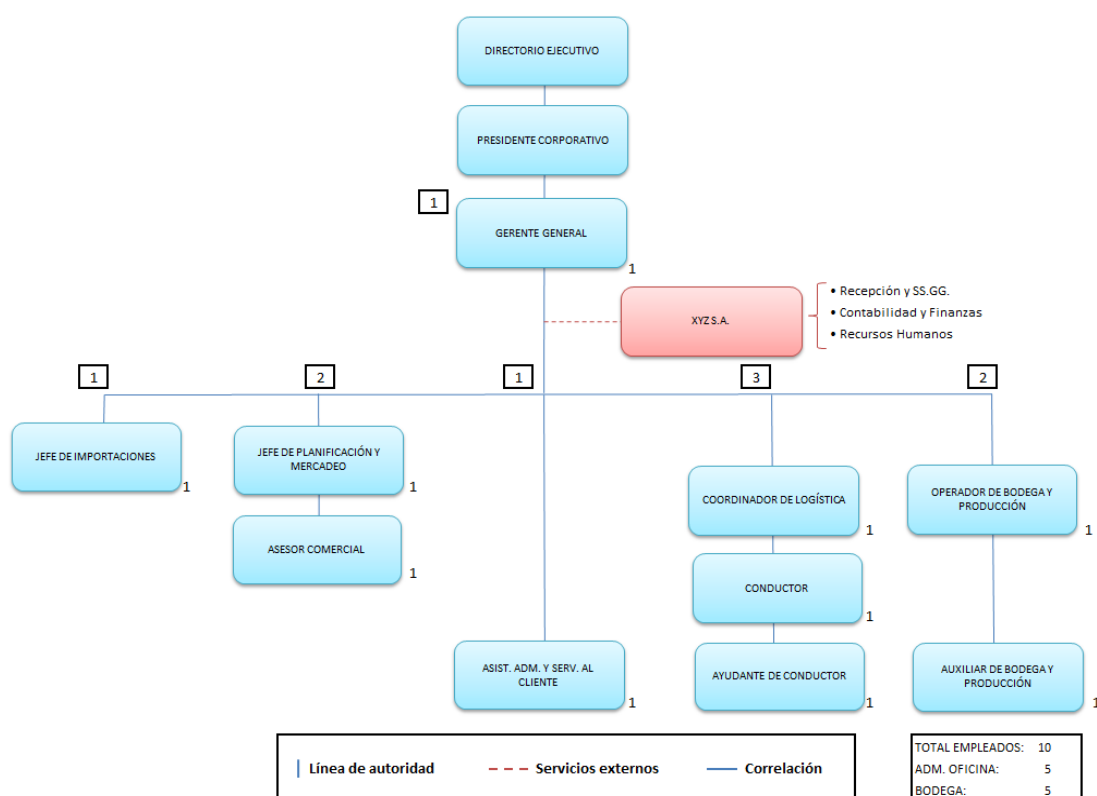 DIRECTORIO EJECUTIVO
PRESIDENTE CORPORATIVO
1
GERENTE GENERAL
1
XYZ S.A.
• Recepción y SS.GG.
• Contabilidad y Finanzas
• Recursos Humanos
1
2
1
3
2
JEFE DE IMPORTACIONES
1
JEFE DE PLANIFICACIÓN Y
MERCADEO
1
ASESOR COMERCIAL
1
ASIST. ADM. Y SERV. AL
CLIENTE
1
COORDINADOR DE LOGÍSTICA
1
CONDUCTOR
1
AYUDANTE DE CONDUCTOR
1
OPERADOR DE BODEGA Y
PRODUCCIÓN
1
AUXILIAR DE BODEGA Y
PRODUCCIÓN
1
Línea de autoridad
Servicios externos
Correlación
TOTAL EMPLEADOS: 10
ADM. OFICINA: 5
BODEGA: 5